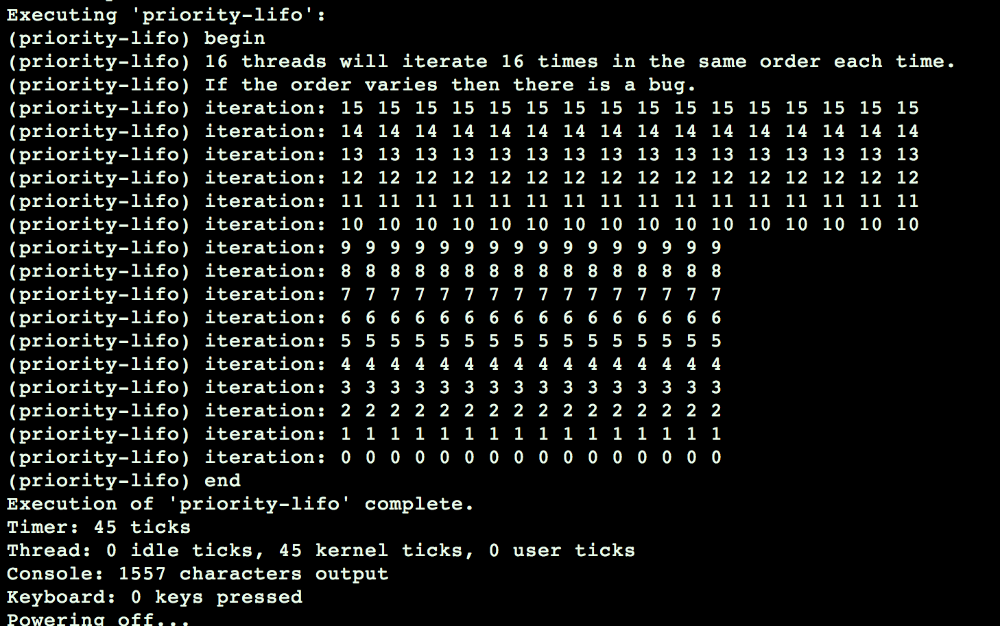 Executing 'priority-lifo':
(priority-lifo) begin
(priority-lifo) 16 threads will iterate 16 times in the same order each time.
(priority-lifo) If the order varies then there is a bug.
(priority-lifo) iteration: 15 15 15 15 15 15 15 15 15 15 15 15 15 15 15 15
(priority-lifo) iteration: 14 14 14 14 14 14 14 14 14 14 14 14 14 14 14 14
(priority-lifo) iteration: 13 13 13 13 13 13 13 13 13 13 13 13 13 13 13 13
(priority-lifo) iteration: 12 12 12 12 12 12 12 12 12 12 12 12 12 12 12 12
(priority-lifo) iteration: 11 11 11 11 11 11 11 11 11 11 11 11 11 11 11 11
(priority-lifo) iteration: 10 10 10 10 10 10 10 10 10 10 10 10 10 10 10 10
(priority-lifo) iteration: 9 9 9 9 9 9 9 9 9 9 9 9 9 9 9 9
(priority-lifo) iteration: 8 8 8 8 8 8 8 8 8 8 8 8 8 8 8 8
(priority-lifo) iteration: 7 7 7 7 7 7 7 7 7 7 7 7 7 7 7 7
(priority-lifo) iteration: 6 6 6 6 6 6 6 6 6 6 6 6 6 6 6 6
(priority-lifo) iteration: 5 5 5 5 5 5 5 5 5 5 5 5 5 5 5 5
(priority-lifo) iteration: 4 4 4 4 4 4 4 4 4 4 4 4 4 4 4 4
(priority-lifo) iteration: 3 3 3 3 3 3 3 3 3 3 3 3 3 3 3 3
(priority-lifo) iteration: 2 2 2 2 2 2 2 2 2 2 2 2 2 2 2 2
(priority-lifo) iteration: 1 1 1 1 1 1 1 1 1 1 1 1 1 1 1 1
(priority-lifo) iteration: 0 0 0 0 0 0 0 0 0 0 0 0 0 0 0 0
(priority-lifo) end
Execution of 'priority-lifo' complete.
Timer: 45 ticks
Thread: 0 idle ticks, 45 kernel ticks, 0 user ticks
Console: 1557 characters output
Keyboard: 0 keys pressed
Powering off...